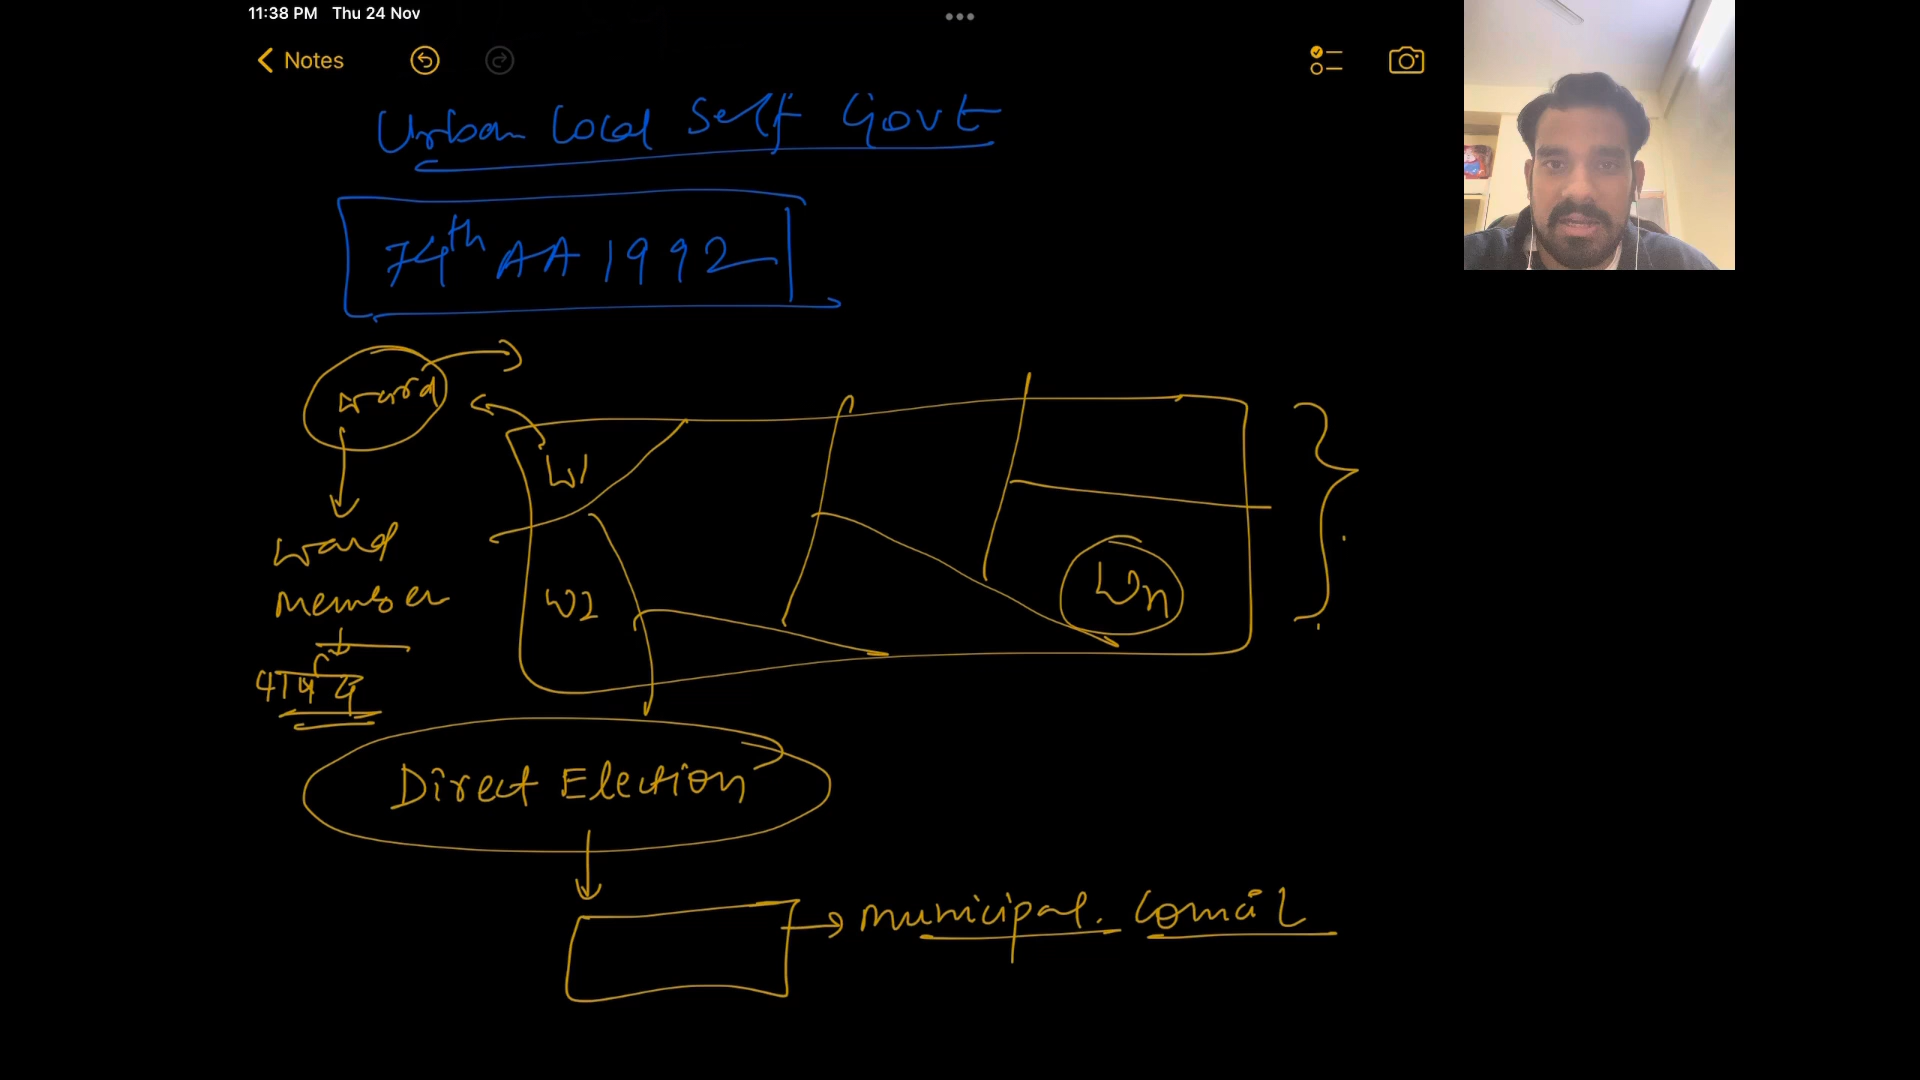 11:38 PM Thu 24 Nov
Notes
Urban Local Self Govt
74th AA 1992
ward
W1
ward
member
W2
Wn
Direct Election
municipal. Council